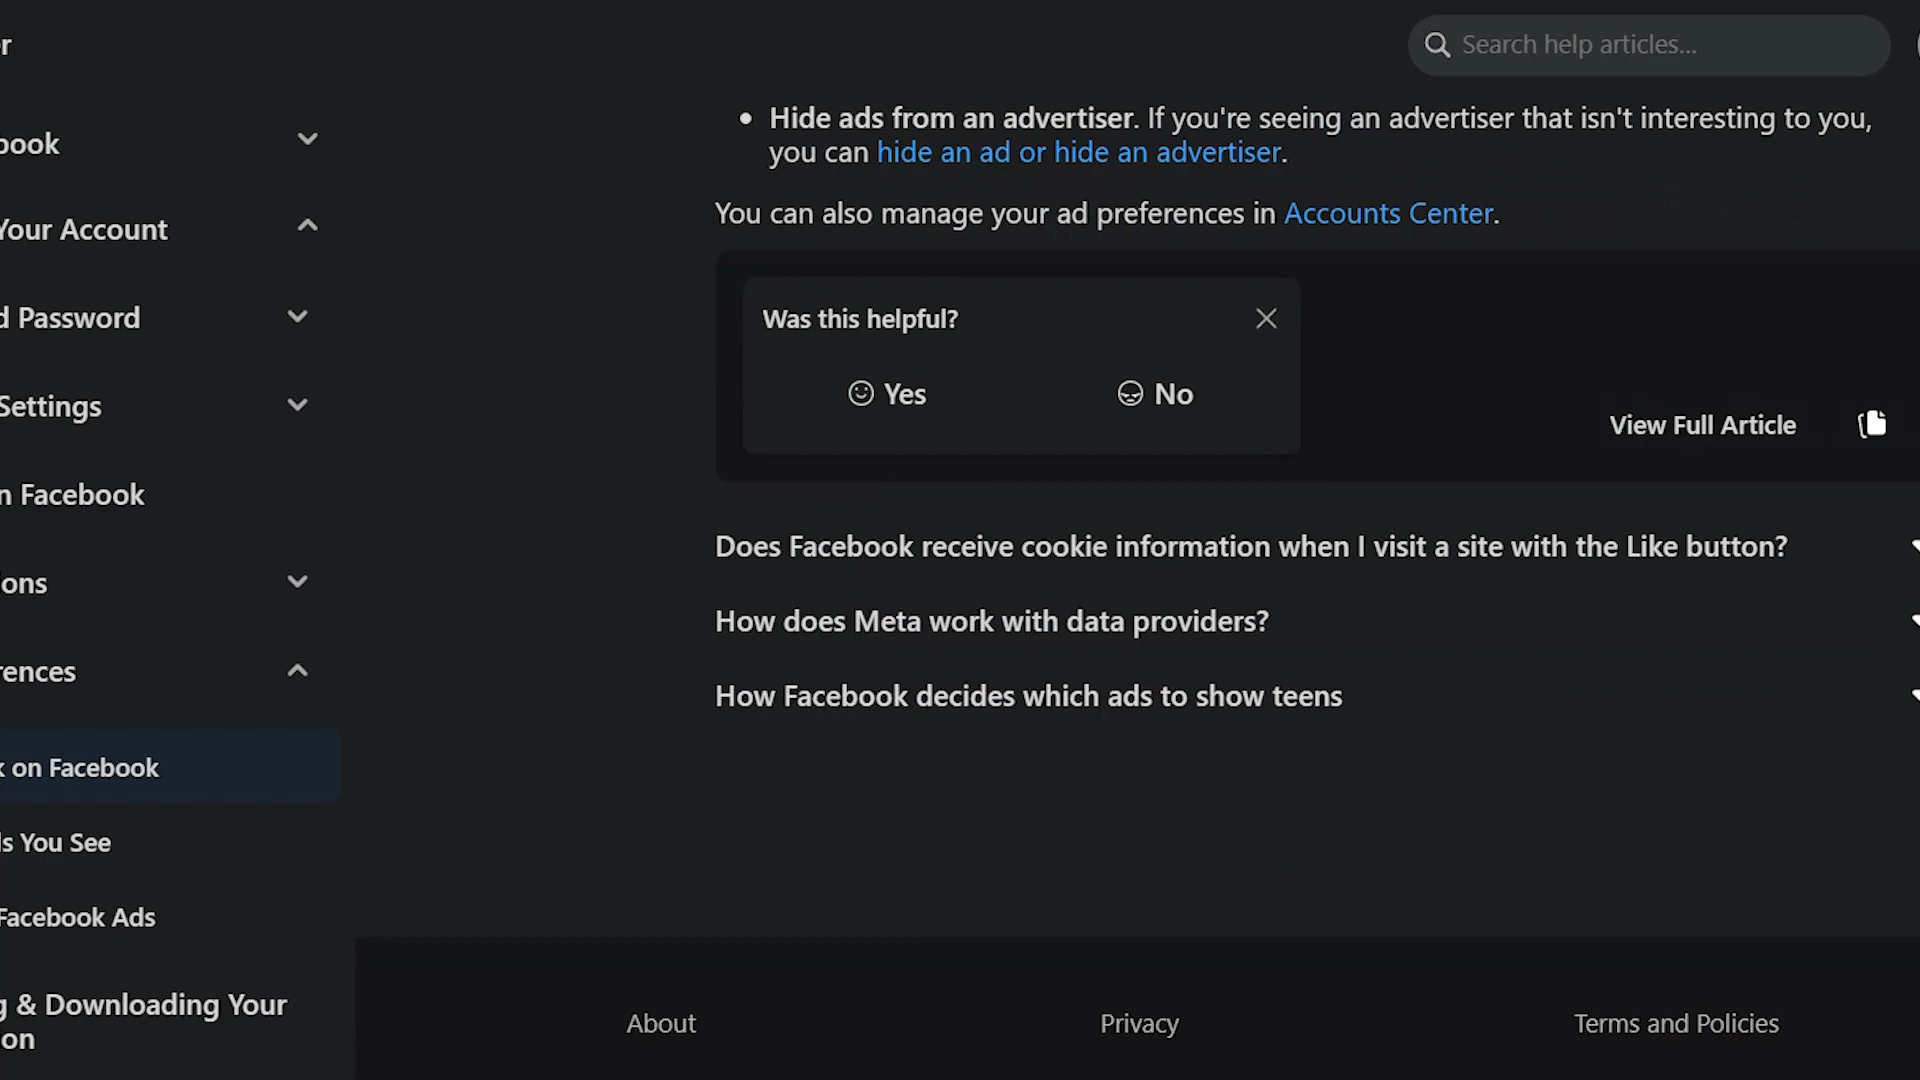 r
Search help articles...
book
Your Account
d Password
Settings
n Facebook
ons
rences
k on Facebook
ls You See
Facebook Ads
g & Downloading Your
on
• Hide ads from an advertiser. If you're seeing an advertiser that isn't interesting to you,
you can hide an ad or hide an advertiser.
You can also manage your ad preferences in Accounts Center.
Was this helpful?
Yes
No
View Full Article
Does Facebook receive cookie information when I visit a site with the Like button?
How does Meta work with data providers?
How Facebook decides which ads to show teens
About
Privacy
Terms and Policies